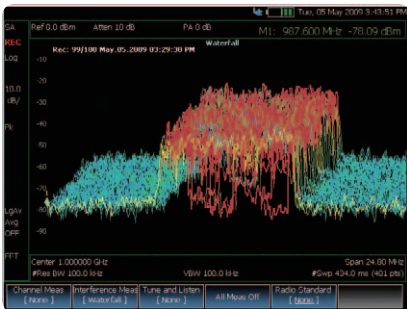 Tue, 05 May 2009 3:43:51 PM
SA Ref 0.0 dBm Atten 10 dB PA 0 dB M1: 987.600 MHz -78.09 dBm
REC Waterfall
Rec: 99/100 May.05.2009 03:29:30 PM
Log
-10
-20
10.0
dB/
-30
-40
Pk
-50
-60
-70
-80
LgAv
Avg
-90
OFF
FFT
Center 1.000000 GHz Span 24.80 MHz
#Res BW 100.0 kHz VBW 100.0 kHz #Swp 434.0 ms (401 pts)
Channel Meas Interference Meas Tune and Listen All Meas Off Radio Standard
[ None ] [ Waterfall ] [ None ] [ None ]